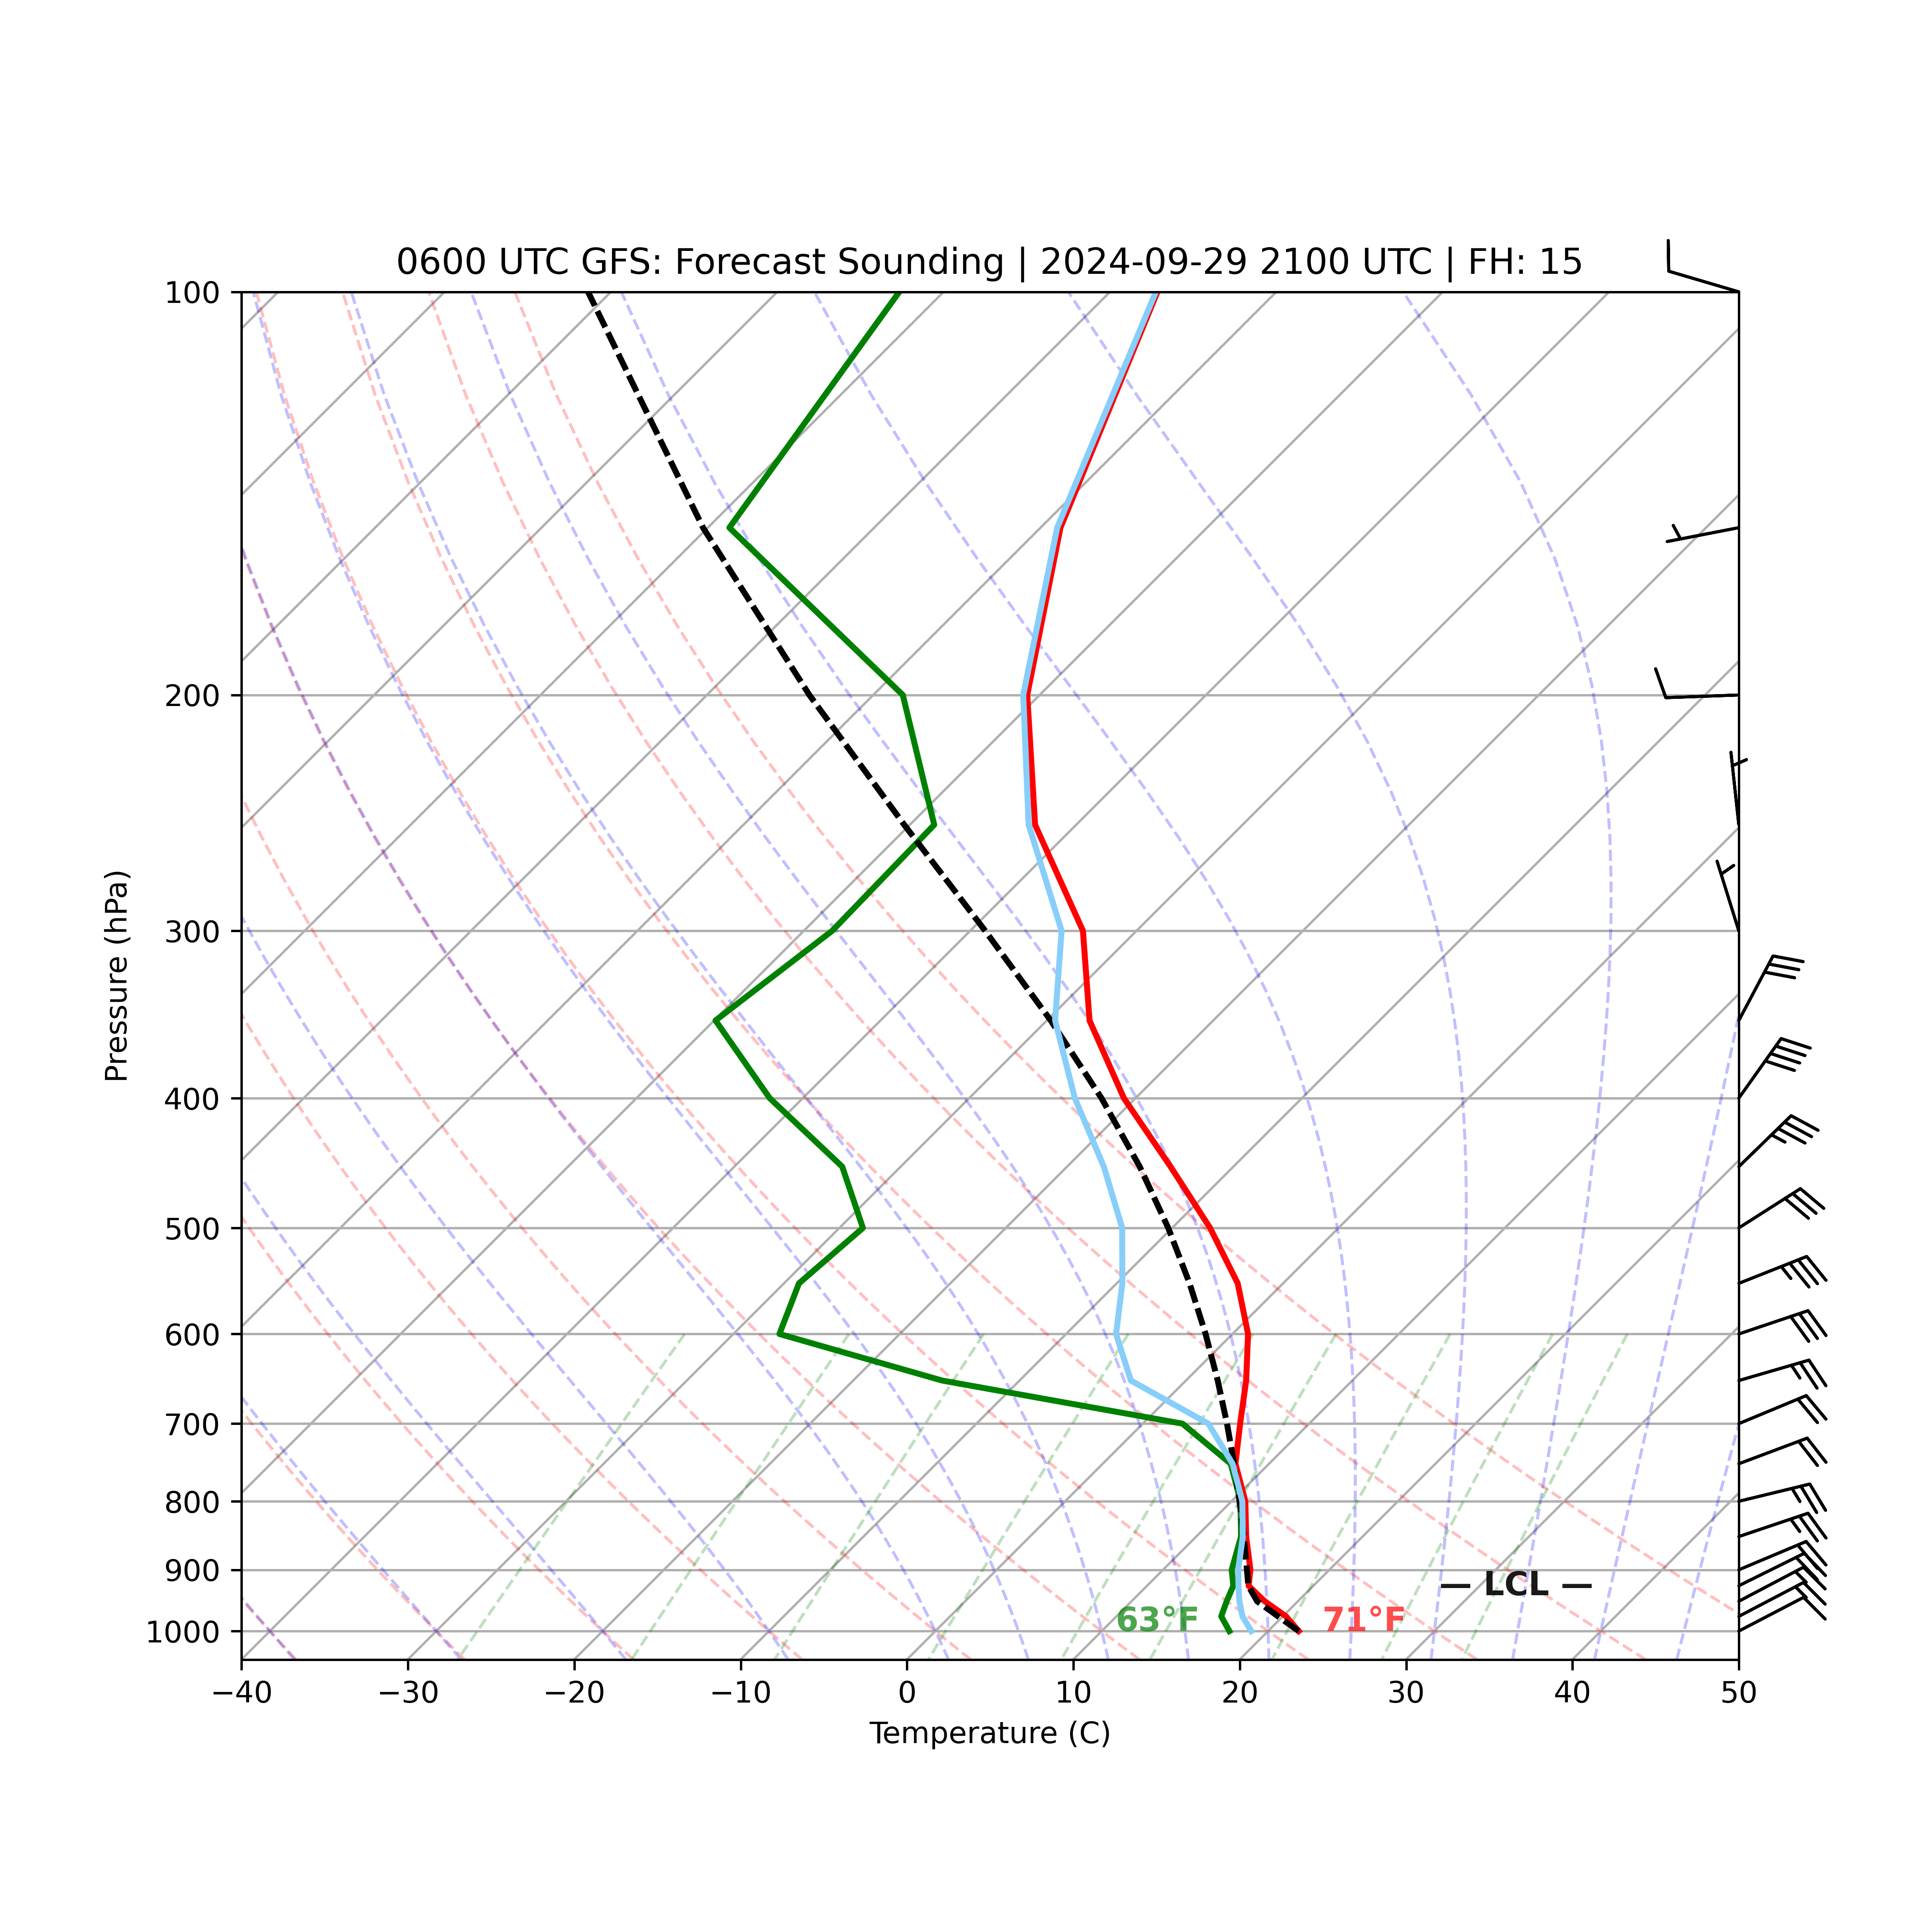 0600 UTC GFS: Forecast Sounding | 2024-09-29 2100 UTC | FH: 15
100
200
300
400
500
600
700
800
900
1000
Pressure (hPa)
— LCL —
63°F
71°F
−40 −30 −20 −10 0 10 20 30 40 50
Temperature (C)